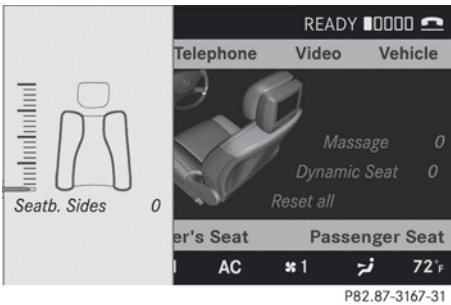 READY
Telephone Video Vehicle
Massage 0
Dynamic Seat 0
Seatb. Sides 0
Reset all
er's Seat Passenger Seat
AC 1 72°F
P82.87-3167-31